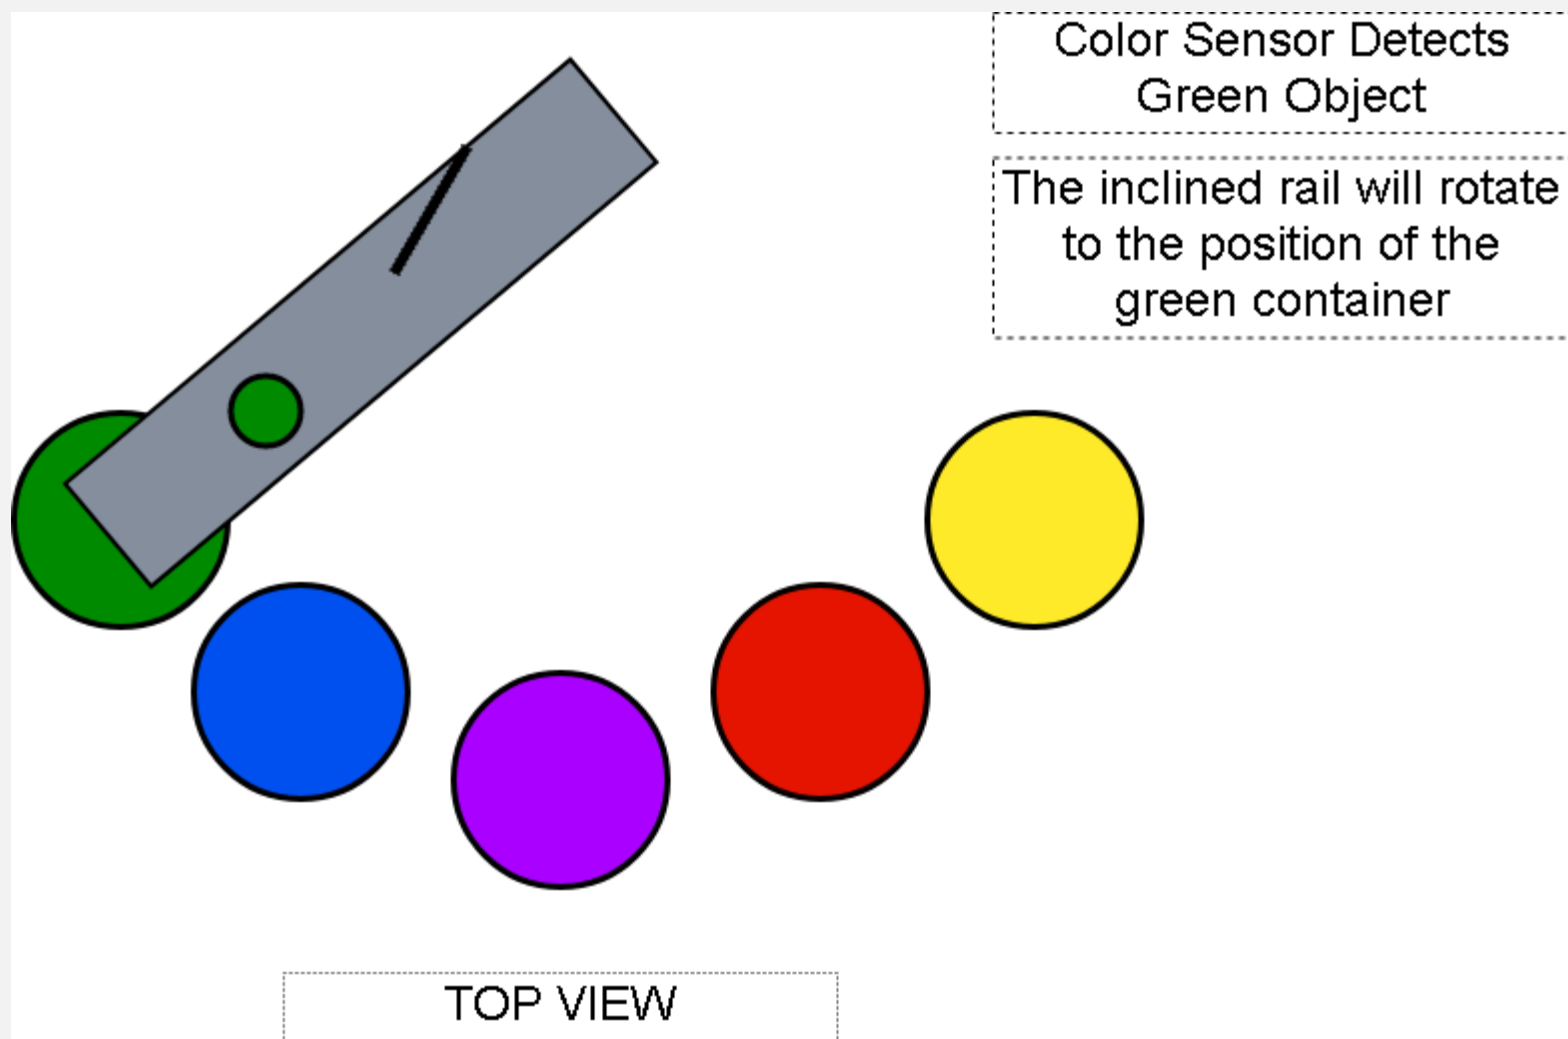 Color Sensor Detects
Green Object
The inclined rail will rotate
to the position of the
green container
TOP VIEW